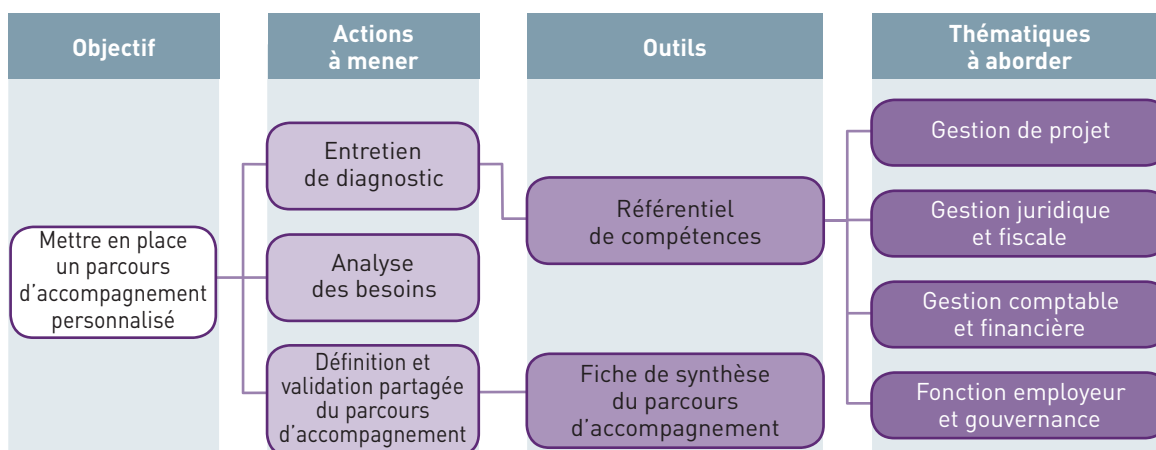 Objectif
Actions
à mener
Outils
Thématiques
à aborder
Mettre en place
un parcours
d’accompagnement
personnalisé
Entretien
de diagnostic
Analyse
des besoins
Définition et
validation partagée
du parcours
d’accompagnement
Référentiel
de compétences
Fiche de synthèse
du parcours
d’accompagnement
Gestion de projet
Gestion juridique
et fiscale
Gestion comptable
et financière
Fonction employeur
et gouvernance